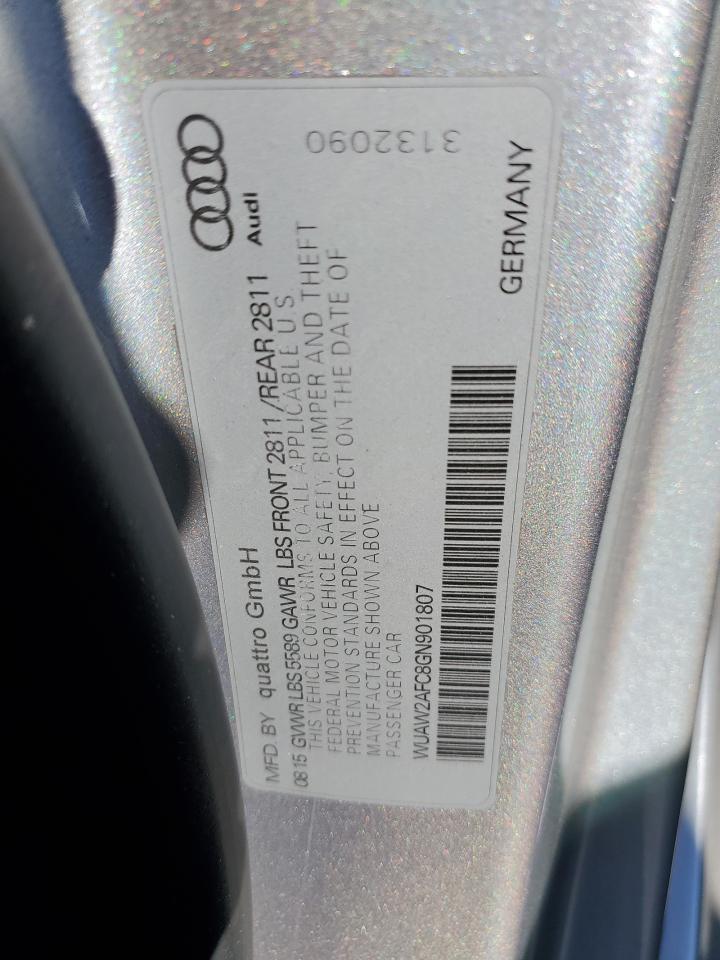 Audi
MFD. BY quattro GmbH
0815 GVWR LBS 5589 GAWR LBS FRONT 2811 /REAR 2811
THIS VEHICLE CONFORMS TO ALL APPLICABLE U.S.
FEDERAL MOTOR VEHICLE SAFETY, BUMPER AND THEFT
PREVENTION STANDARDS IN EFFECT ON THE DATE OF
MANUFACTURE SHOWN ABOVE
PASSENGER CAR
WUAW2AFC8GN901807
GERMANY
3132090